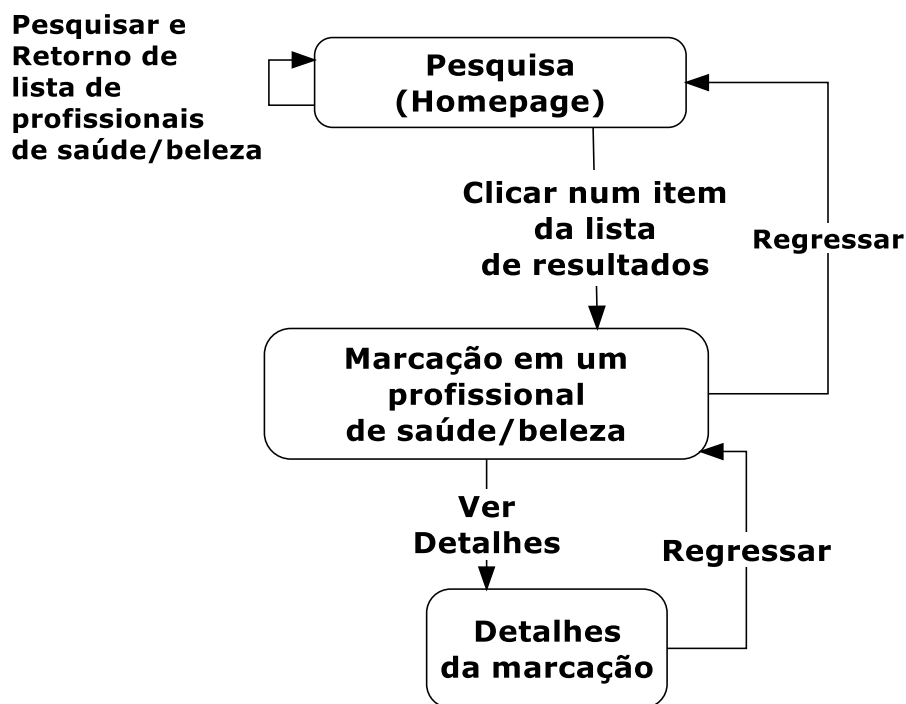 Pesquisar e
Retorno de
lista de
profissionais
de saúde/beleza
Pesquisa
(Homepage)
Clicar num item
da lista
de resultados
Regressar
Marcação em um
profissional
de saúde/beleza
Ver
Detalhes
Regressar
Detalhes
da marcação